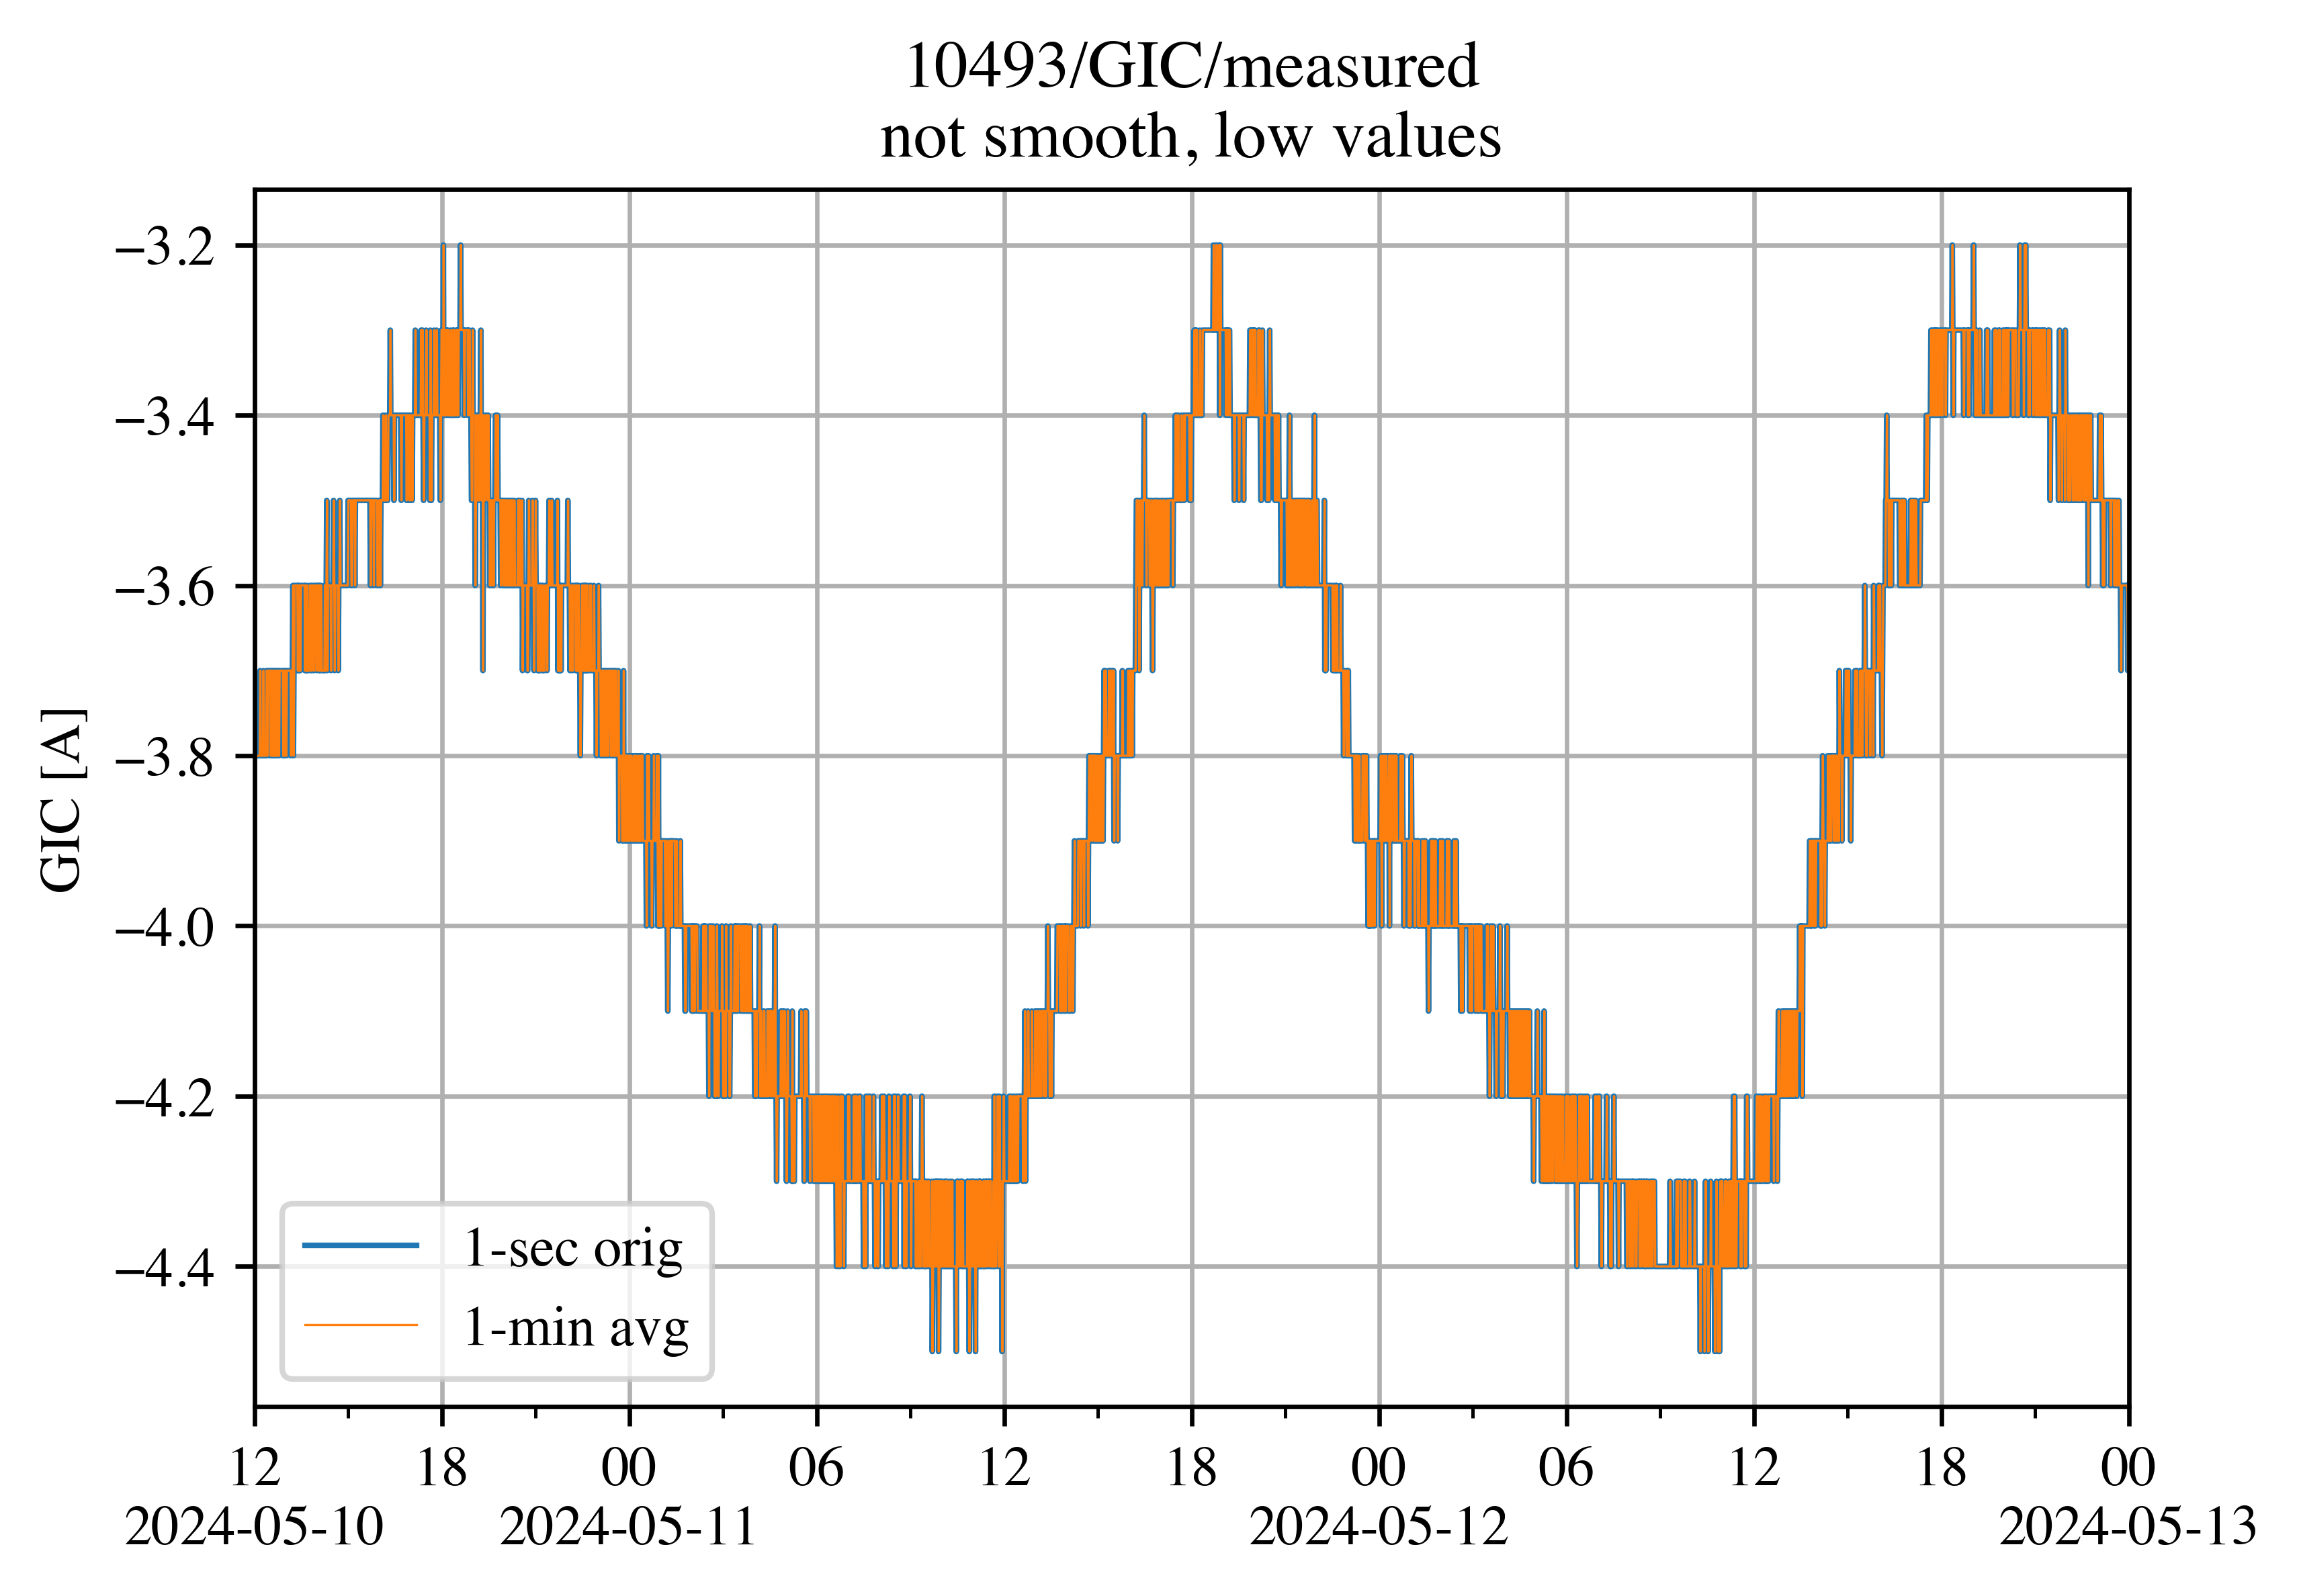 10493/GIC/measured
not smooth, low values
GIC [A]
−3.2
−3.4
−3.6
−3.8
−4.0
−4.2
−4.4
1-sec orig
1-min avg
12 18 00 06 12 18 00 06 12 18 00
2024-05-10 2024-05-11 2024-05-12 2024-05-13